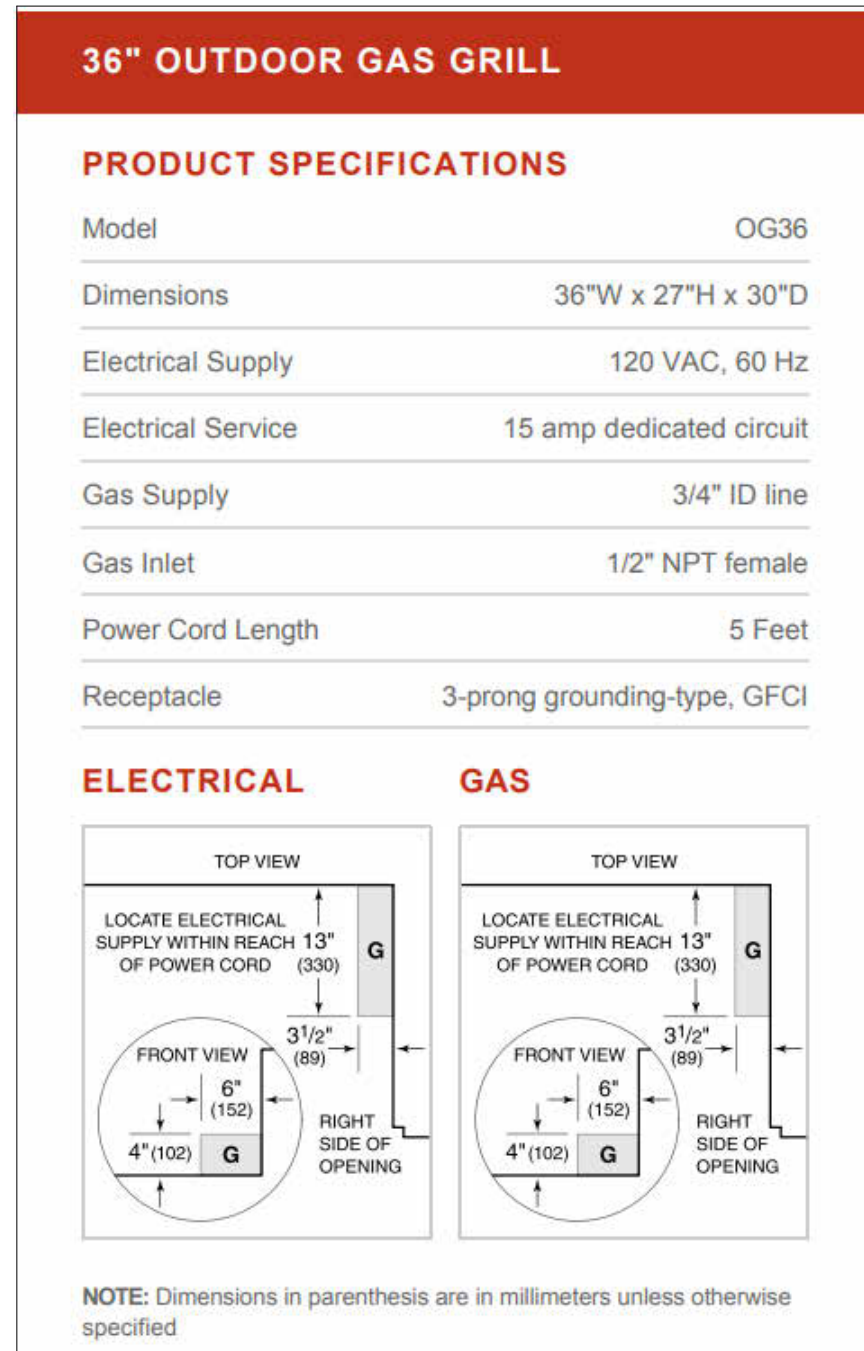 36" OUTDOOR GAS GRILL
PRODUCT SPECIFICATIONS
Model OG36
Dimensions 36"W x 27"H x 30"D
Electrical Supply 120 VAC, 60 Hz
Electrical Service 15 amp dedicated circuit
Gas Supply 3/4" ID line
Gas Inlet 1/2" NPT female
Power Cord Length 5 Feet
Receptacle 3-prong grounding-type, GFCI
ELECTRICAL
TOP VIEW
LOCATE ELECTRICAL
SUPPLY WITHIN REACH
OF POWER CORD
13"
(330)
G
3 1/2"
(89)
FRONT VIEW
6"
(152)
4" (102)
G
RIGHT
SIDE OF
OPENING
GAS
TOP VIEW
LOCATE ELECTRICAL
SUPPLY WITHIN REACH
OF POWER CORD
13"
(330)
G
3 1/2"
(89)
FRONT VIEW
6"
(152)
4" (102)
G
RIGHT
SIDE OF
OPENING
NOTE: Dimensions in parenthesis are in millimeters unless otherwise
specified